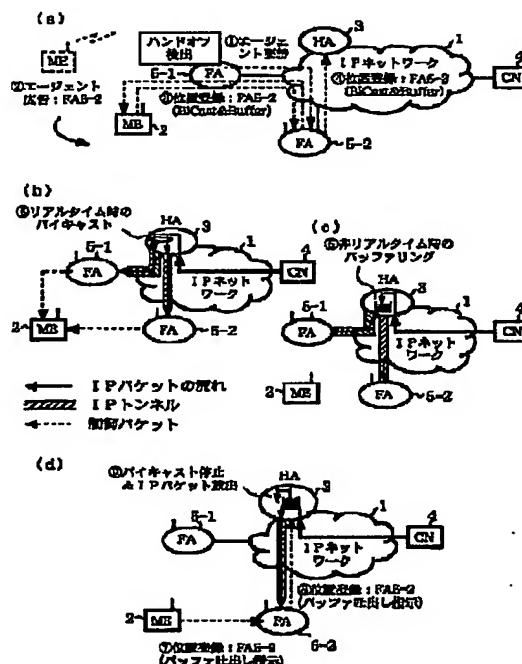 (a)
ME
ハンドオフ
検出
①エージェ
ント要求
HA
3
IPネットワーク
1
CN
②エージェント
広告：FA5-2
5-1
FA
③位置登録：FA5-2
(BiCast&Buffer)
④位置登録：FA5-2
(BiCast&Buffer)
ME
2
FA
5-2
(b)
⑤リアルタイム時の
バイキャスト
HA
3
1
5-1
FA
4
CN
IPネット
ワーク
2
ME
FA
5-2
(c)
⑥非リアルタイム時の
バッファリング
HA
3
1
5-1
FA
4
CN
IPネット
ワーク
2
ME
FA
5-2
IPパケットの流れ
IPトンネル
制御パケット
(d)
バイキャスト停止
&IPパケット放出
HA
3
1
5-1
FA
4
CN
IPネット
ワーク
⑧位置登録：FA5-2
(バッファ吐出し指示)
2
ME
FA
5-2
⑦位置登録：FA5-2
(バッファ吐出し指示)